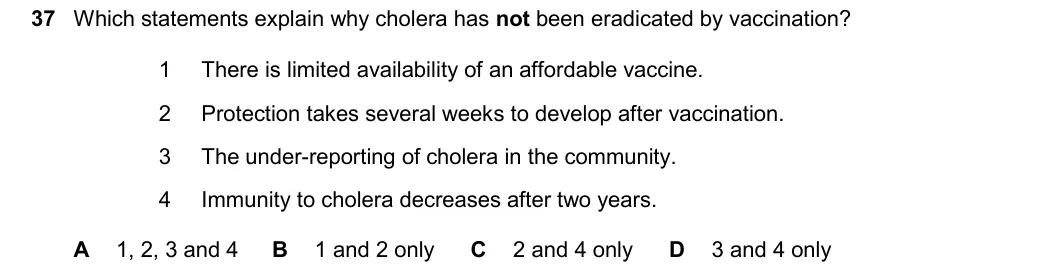 37 Which statements explain why cholera has not been eradicated by vaccination?
1 There is limited availability of an affordable vaccine.
2 Protection takes several weeks to develop after vaccination.
3 The under-reporting of cholera in the community.
4 Immunity to cholera decreases after two years.
A 1, 2, 3 and 4 B 1 and 2 only C 2 and 4 only D 3 and 4 only